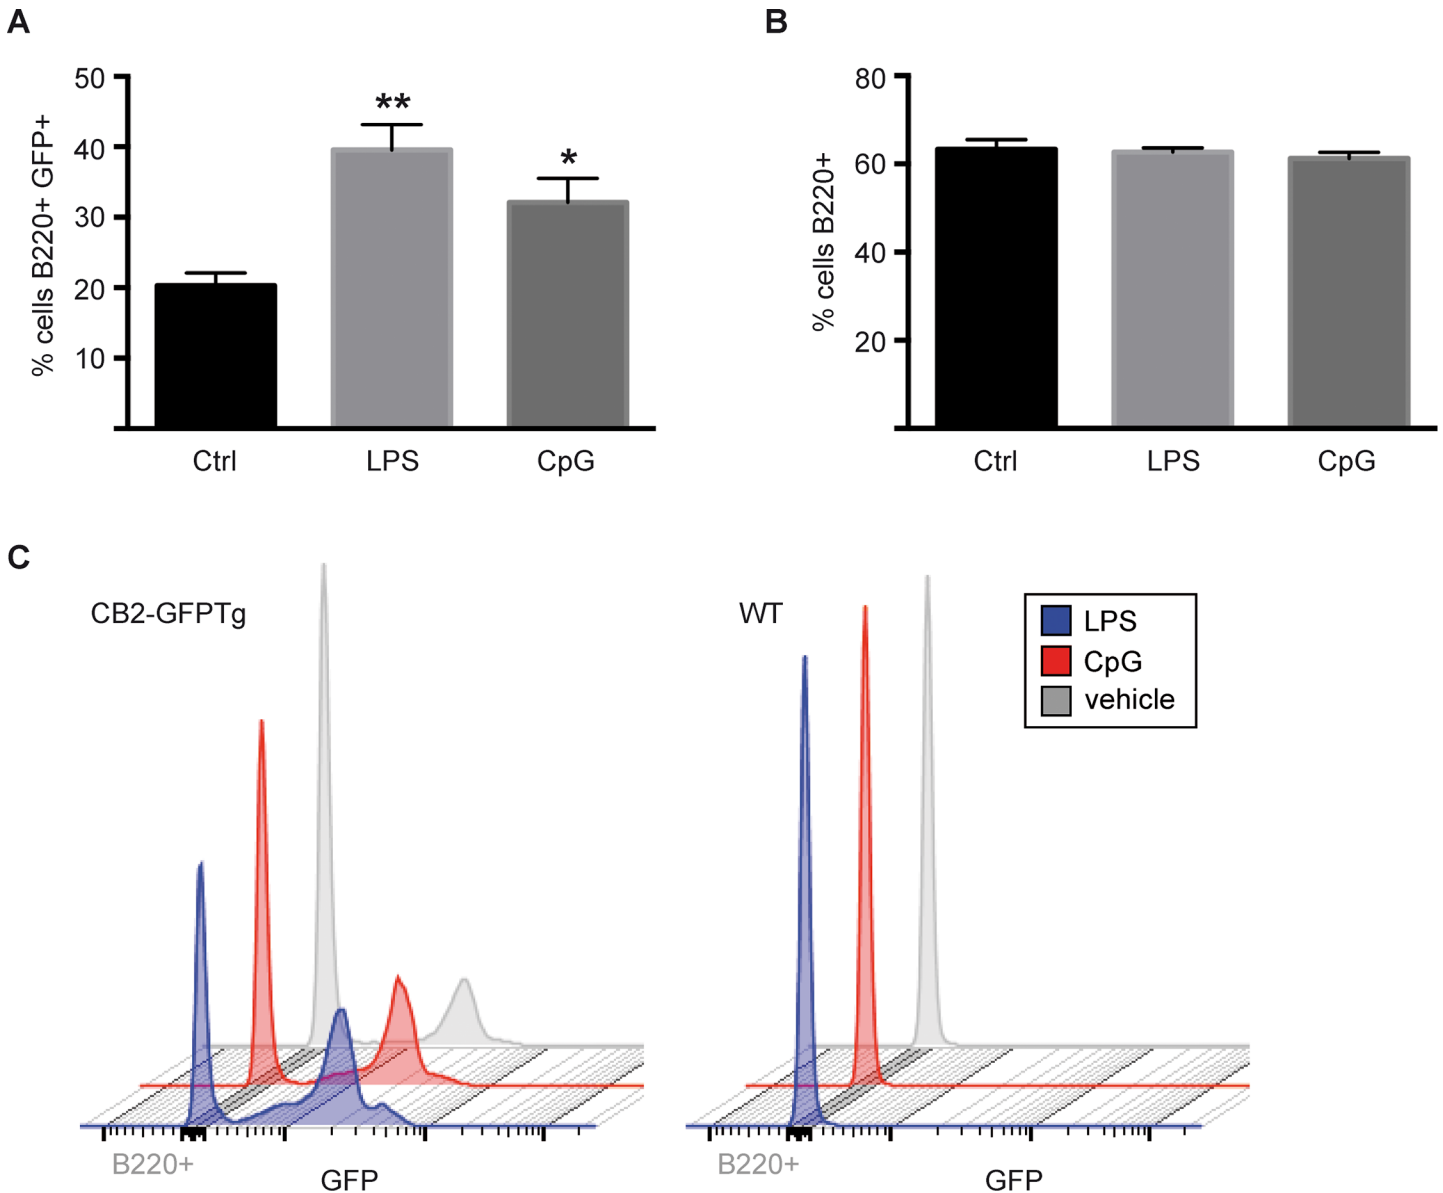 A
B
50
40
30
20
10
% cells B220+ GFP+
**
*
Ctrl
LPS
CpG
80
60
40
20
% cells B220+
Ctrl
LPS
CpG
C
CB2-GFPTg
WT
LPS
CpG
vehicle
B220+
GFP
B220+
GFP